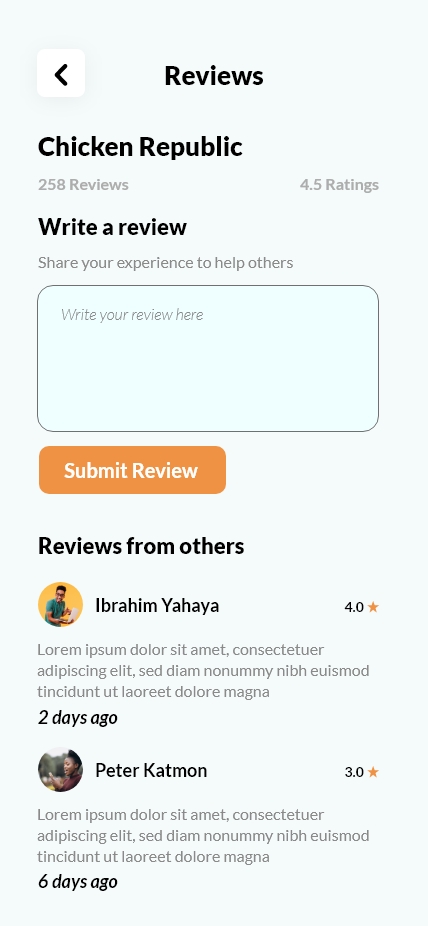 Reviews
Chicken Republic
258 Reviews 4.5 Ratings
Write a review
Share your experience to help others
Write your review here
Submit Review
Reviews from others
Ibrahim Yahaya 4.0 ★
Lorem ipsum dolor sit amet, consectetuer
adipiscing elit, sed diam nonummy nibh euismod
tincidunt ut laoreet dolore magna
2 days ago
Peter Katmon 3.0 ★
Lorem ipsum dolor sit amet, consectetuer
adipiscing elit, sed diam nonummy nibh euismod
tincidunt ut laoreet dolore magna
6 days ago